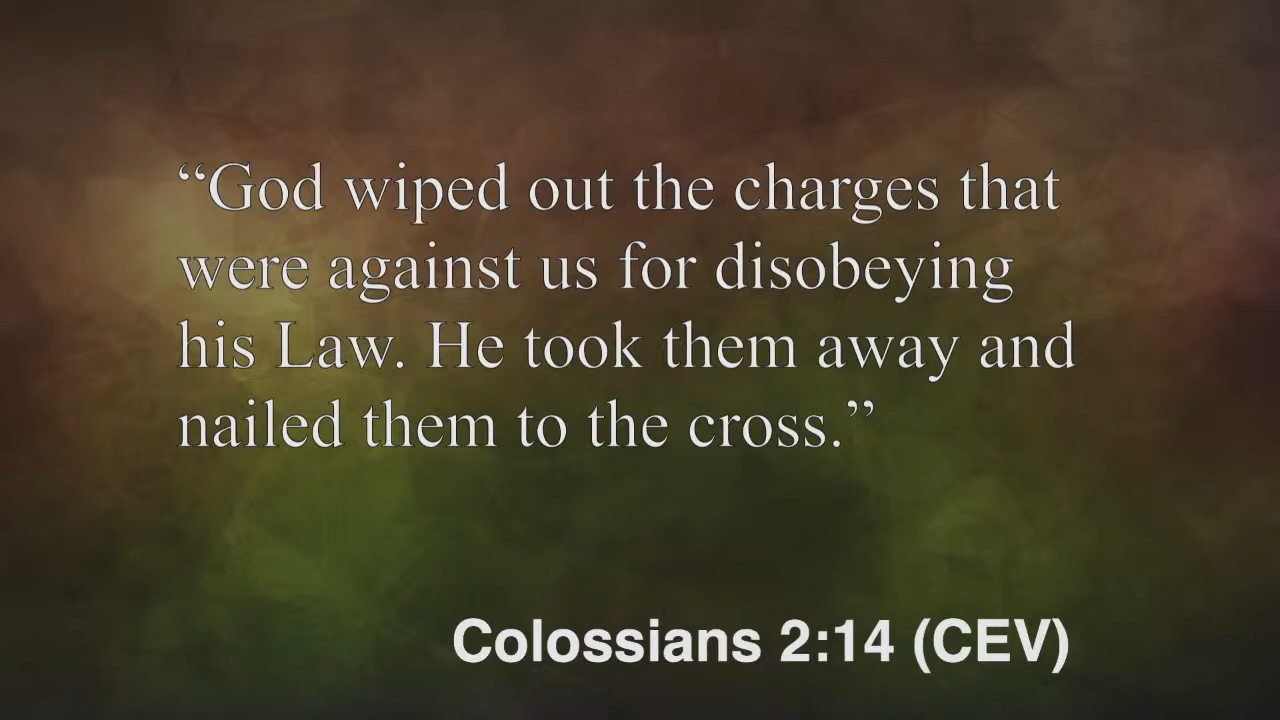 “God wiped out the charges that
were against us for disobeying
his Law. He took them away and
nailed them to the cross.”
Colossians 2:14 (CEV)